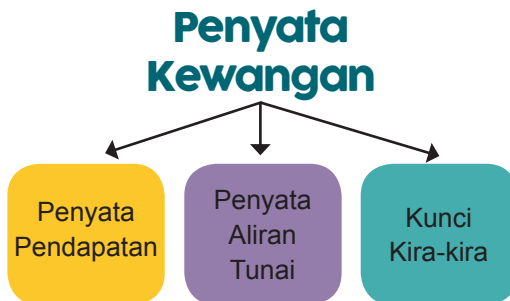 Penyata
Kewangan
Penyata
Pendapatan
Penyata
Aliran
Tunai
Kunci
Kira-kira